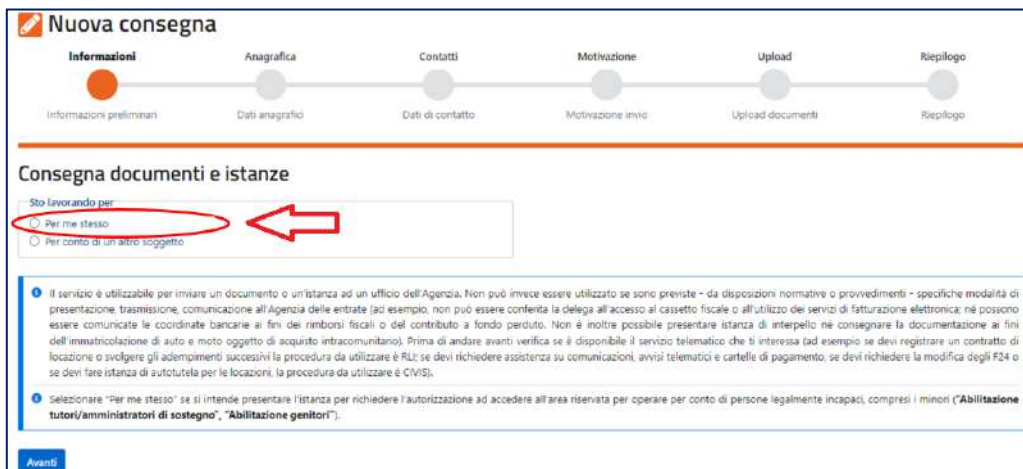 Nuova consegna
Informazioni Anagrafica Contatti Motivazione Upload Riepilogo
Informazioni preliminari Dati anagrafici Dati di contatto Motivazione invio Upload documenti Riepilogo
Consegna documenti e istanze
Sto lavorando per
Per me stesso
Per conto di un altro soggetto
Il servizio è utilizzabile per inviare un documento o un'istanza ad un ufficio dell'Agenzia. Non può invece essere utilizzato se sono previste - da disposizioni normative o provvedimenti - specifiche modalità di
presentazione, trasmissione, comunicazione all'Agenzia delle entrate (ad esempio, non può essere conferita la delega all'accesso al cassetto fiscale o all'utilizzo dei servizi di fatturazione elettronica; né possono
essere comunicate le coordinate bancarie ai fini dei rimborsi fiscali o del contributo a fondo perduto. Non è inoltre possibile presentare istanza di interpello né consegnare la documentazione ai fini
dell'immatricolazione di auto e moto oggetto di acquisto intracomunitario). Prima di andare avanti verifica se è disponibile il servizio telematico che ti interessa (ad esempio se devi registrare un contratto di
locazione o svolgere gli adempimenti successivi la procedura da utilizzare è RLI; se devi richiedere assistenza su comunicazioni, avvisi telematici e cartelle di pagamento, se devi richiedere la modifica degli F24 o
se devi fare istanza di autotutela per le locazioni, la procedura da utilizzare è CIVIS).
Selezionare "Per me stesso" se si intende presentare l'istanza per richiedere l'autorizzazione ad accedere all'area riservata per operare per conto di persone legalmente incapaci, compresi i minori ("Abilitazione
tutori/amministratori di sostegno", "Abilitazione genitori").
Avanti